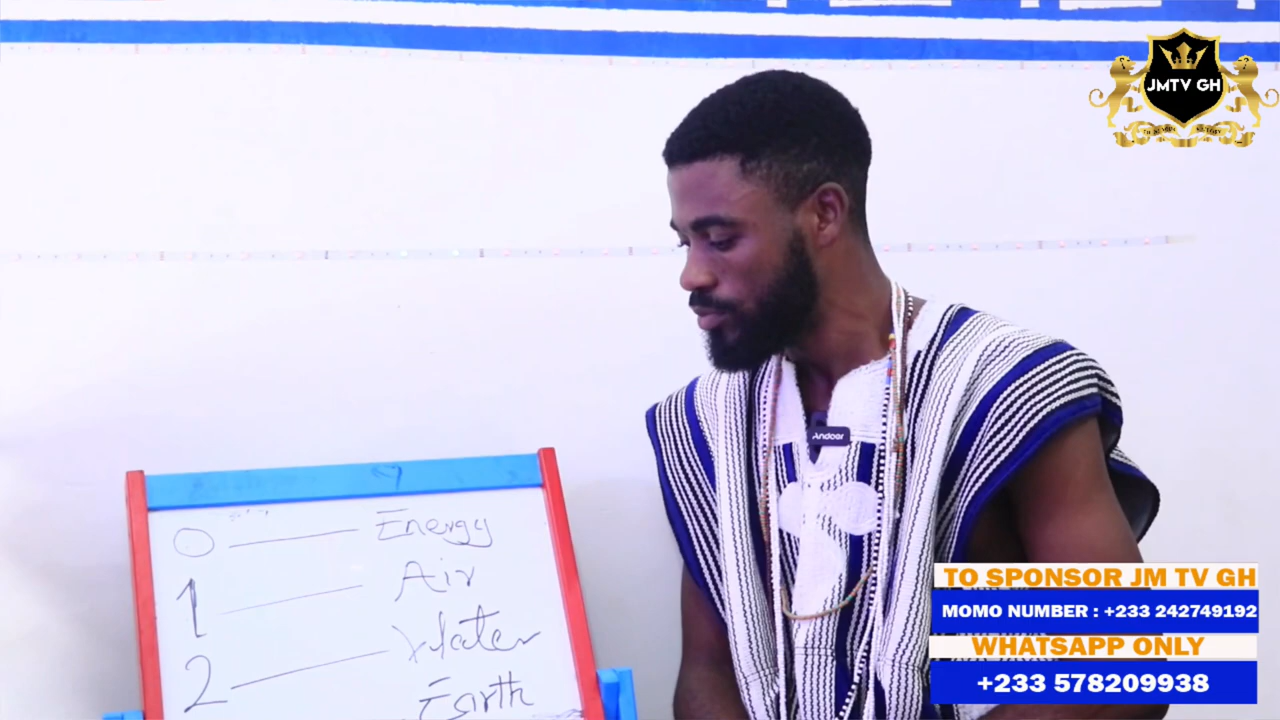 JMTV GH
Andoer
0 — Energy
1 — Air
2 — Water
Earth
TO SPONSOR JM TV GH
MOMO NUMBER : +233 242749192
WHATSAPP ONLY
+233 578209938